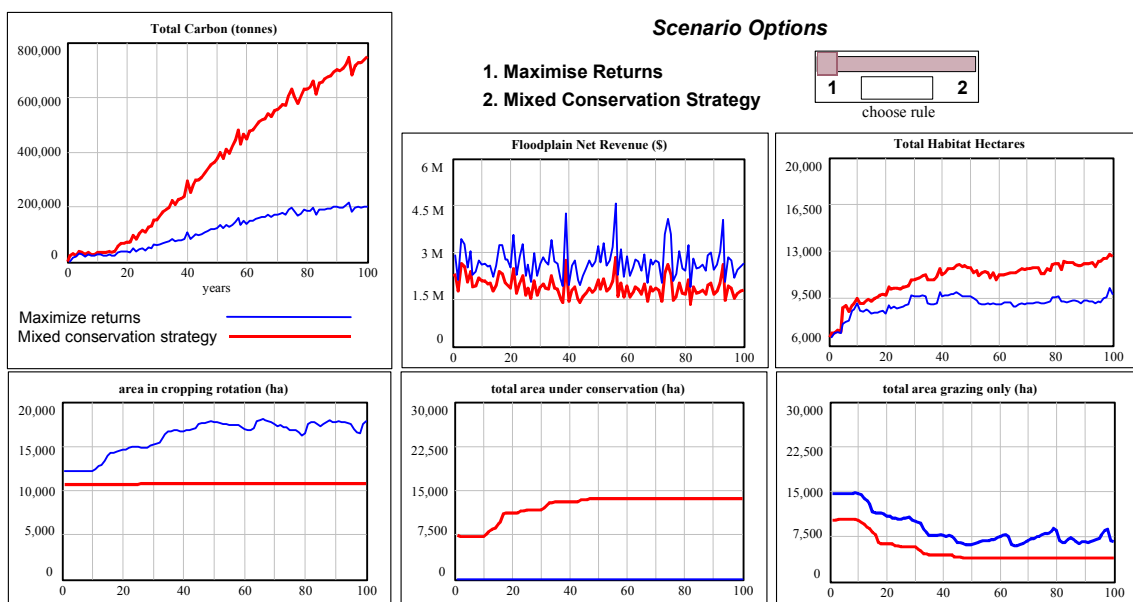 Total Carbon (tonnes)
800,000
600,000
400,000
200,000
0
0 20 40 60 80 100
years
Maximize returns
Mixed conservation strategy
Scenario Options
1. Maximise Returns
2. Mixed Conservation Strategy
1 2
choose rule
Floodplain Net Revenue ($)
6 M
4.5 M
3 M
1.5 M
0
0 20 40 60 80 100
Total Habitat Hectares
20,000
16,500
13,000
9,500
6,000
0 20 40 60 80 100
area in cropping rotation (ha)
20,000
15,000
10,000
5,000
0
0 20 40 60 80 100
total area under conservation (ha)
30,000
15,000
7,500
0
0 20 40 60 80 100
total area grazing only (ha)
30,000
22,500
15,000
7,500
0
0 20 40 60 80 100